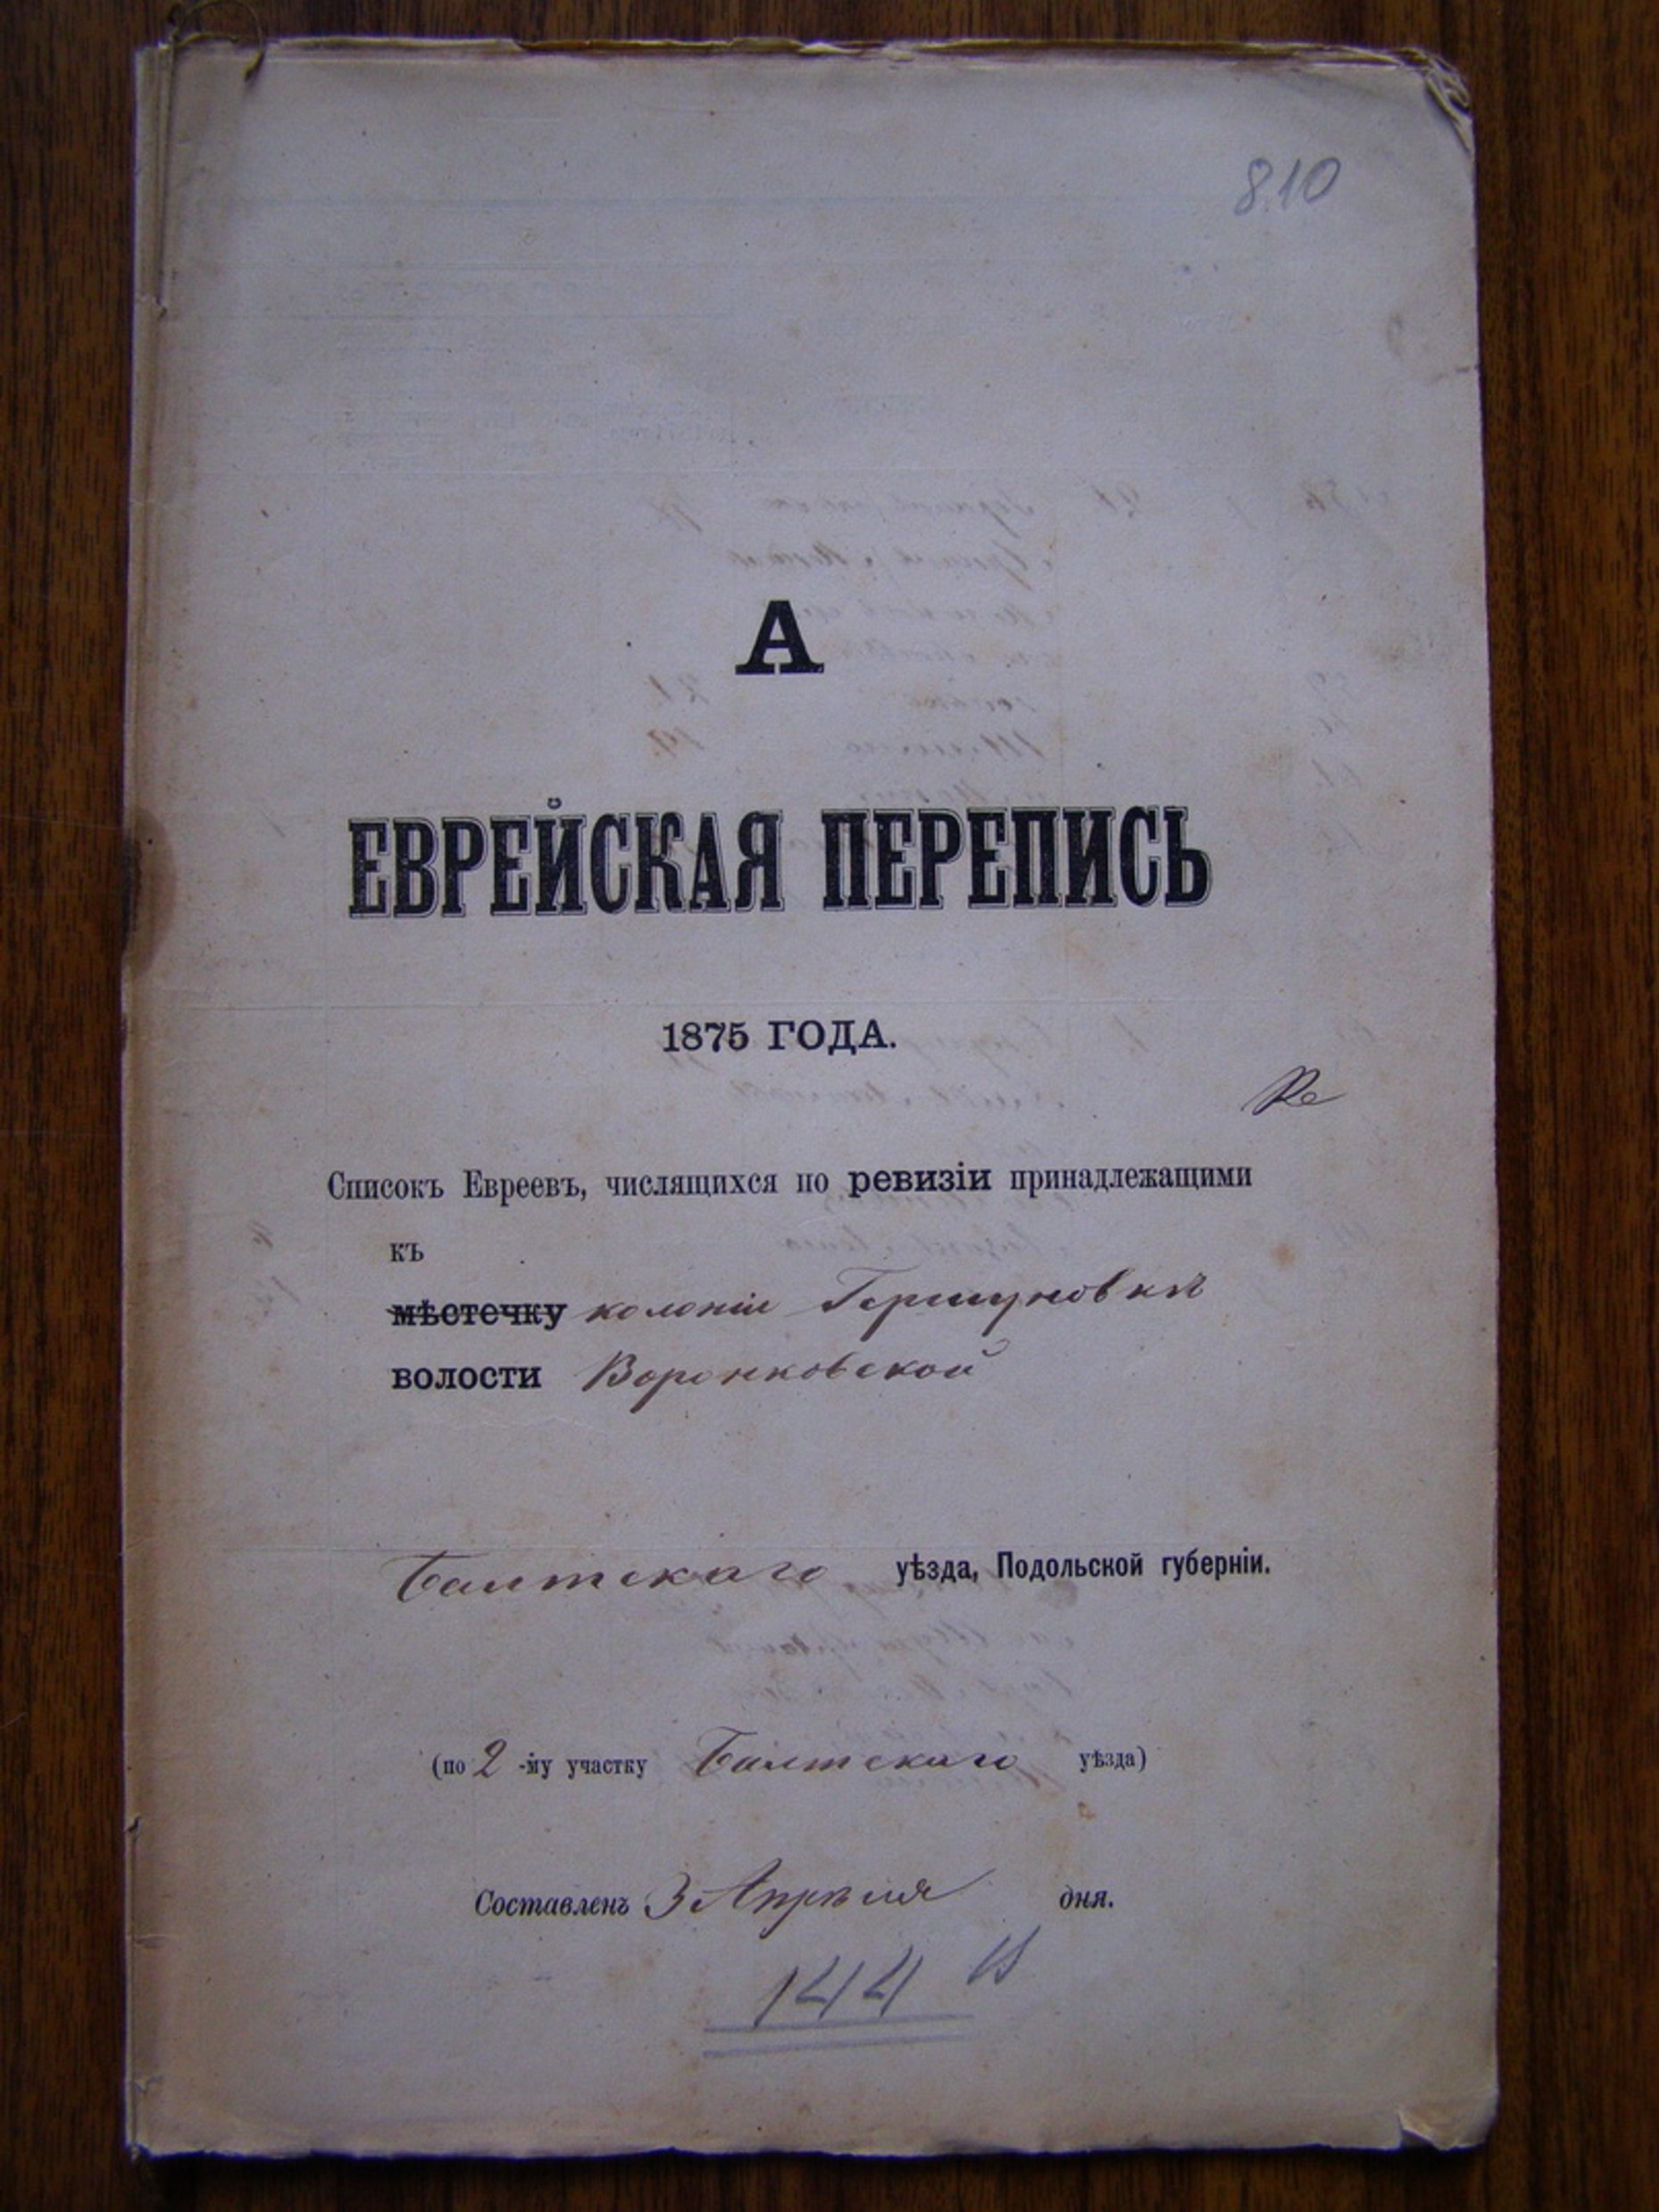 810
А
ЕВРЕЙСКАЯ ПЕРЕПИСЬ
1875 ГОДА.
Списокъ Евреевъ, числящихся по ревизіи принадлежащими
къ
мѣстечку колоніи Гершуновкѣ
волости Воронковской
Балтскаго уѣзда, Подольской губерніи.
(по 2-му участку Балтскаго уѣзда)
Составленъ 3 Апрѣля дня.
144